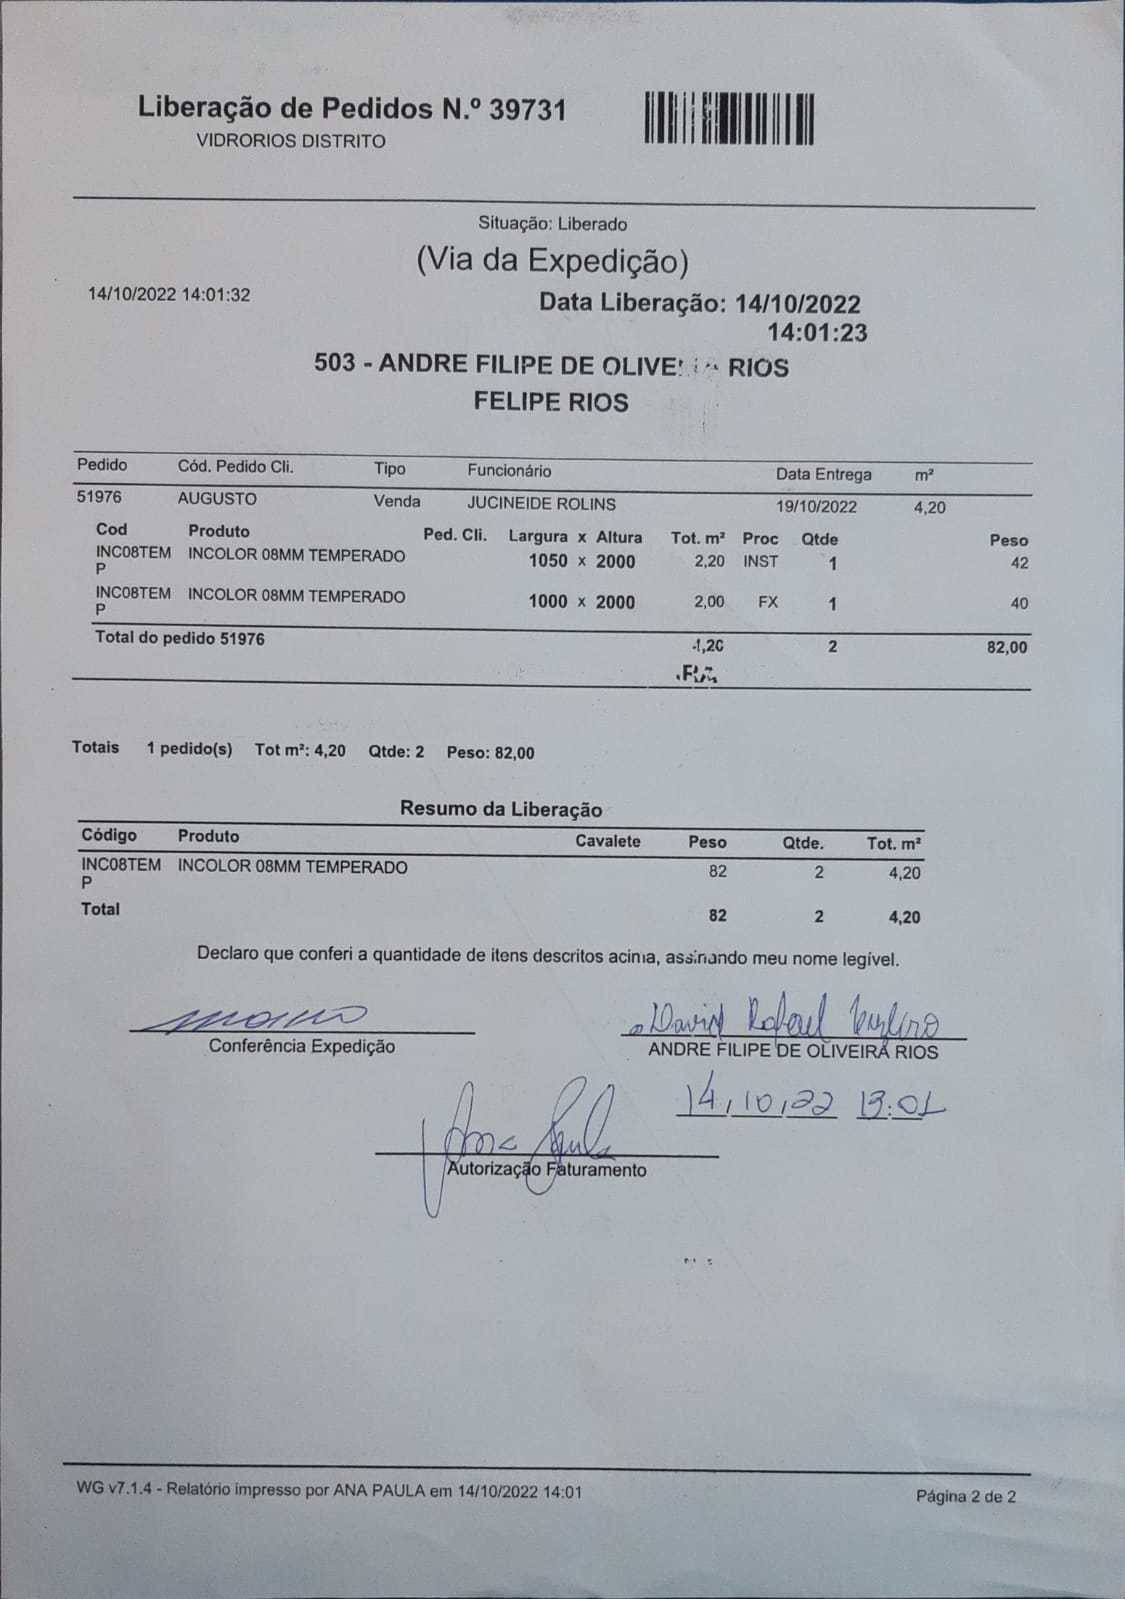 Liberação de Pedidos N.º 39731
VIDRORIOS DISTRITO
Situação: Liberado
(Via da Expedição)
14/10/2022 14:01:32
Data Liberação: 14/10/2022
14:01:23
503 - ANDRE FILIPE DE OLIVE RIOS
FELIPE RIOS
Pedido Cód. Pedido Cli. Tipo Funcionário Data Entrega m²
51976 AUGUSTO Venda JUCINEIDE ROLINS 19/10/2022 4,20
Cod Produto Ped. Cli. Largura x Altura Tot. m² Proc Qtde Peso
INC08TEM INCOLOR 08MM TEMPERADO 1050 x 2000 2,20 INST 1 42
P
INC08TEM INCOLOR 08MM TEMPERADO 1000 x 2000 2,00 FX 1 40
P
Total do pedido 51976 2 82,00
Totais 1 pedido(s) Tot m²: 4,20 Qtde: 2 Peso: 82,00
Resumo da Liberação
Código Produto Cavalete Peso Qtde. Tot. m²
INC08TEM INCOLOR 08MM TEMPERADO 82 2 4,20
P
Total 82 2 4,20
Declaro que conferi a quantidade de itens descritos acima, assinando meu nome legível.
David Rafael
Conferência Expedição
ANDRE FILIPE DE OLIVEIRA RIOS
14,10,22 13:01
Ana Paula
Autorização Faturamento
WG v7.1.4 - Relatório impresso por ANA PAULA em 14/10/2022 14:01
Página 2 de 2